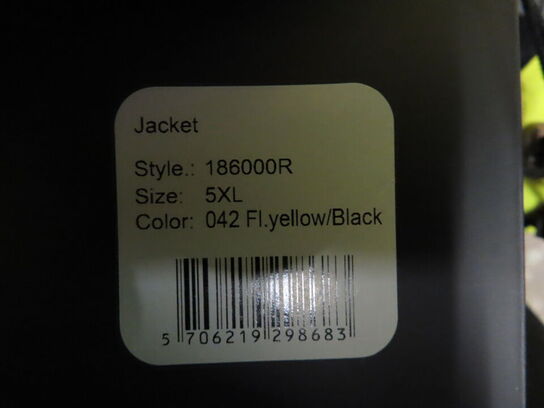 Jacket
Style.: 186000R
Size: 5XL
Color: 042 Fl.yellow/Black
5 706219 298683